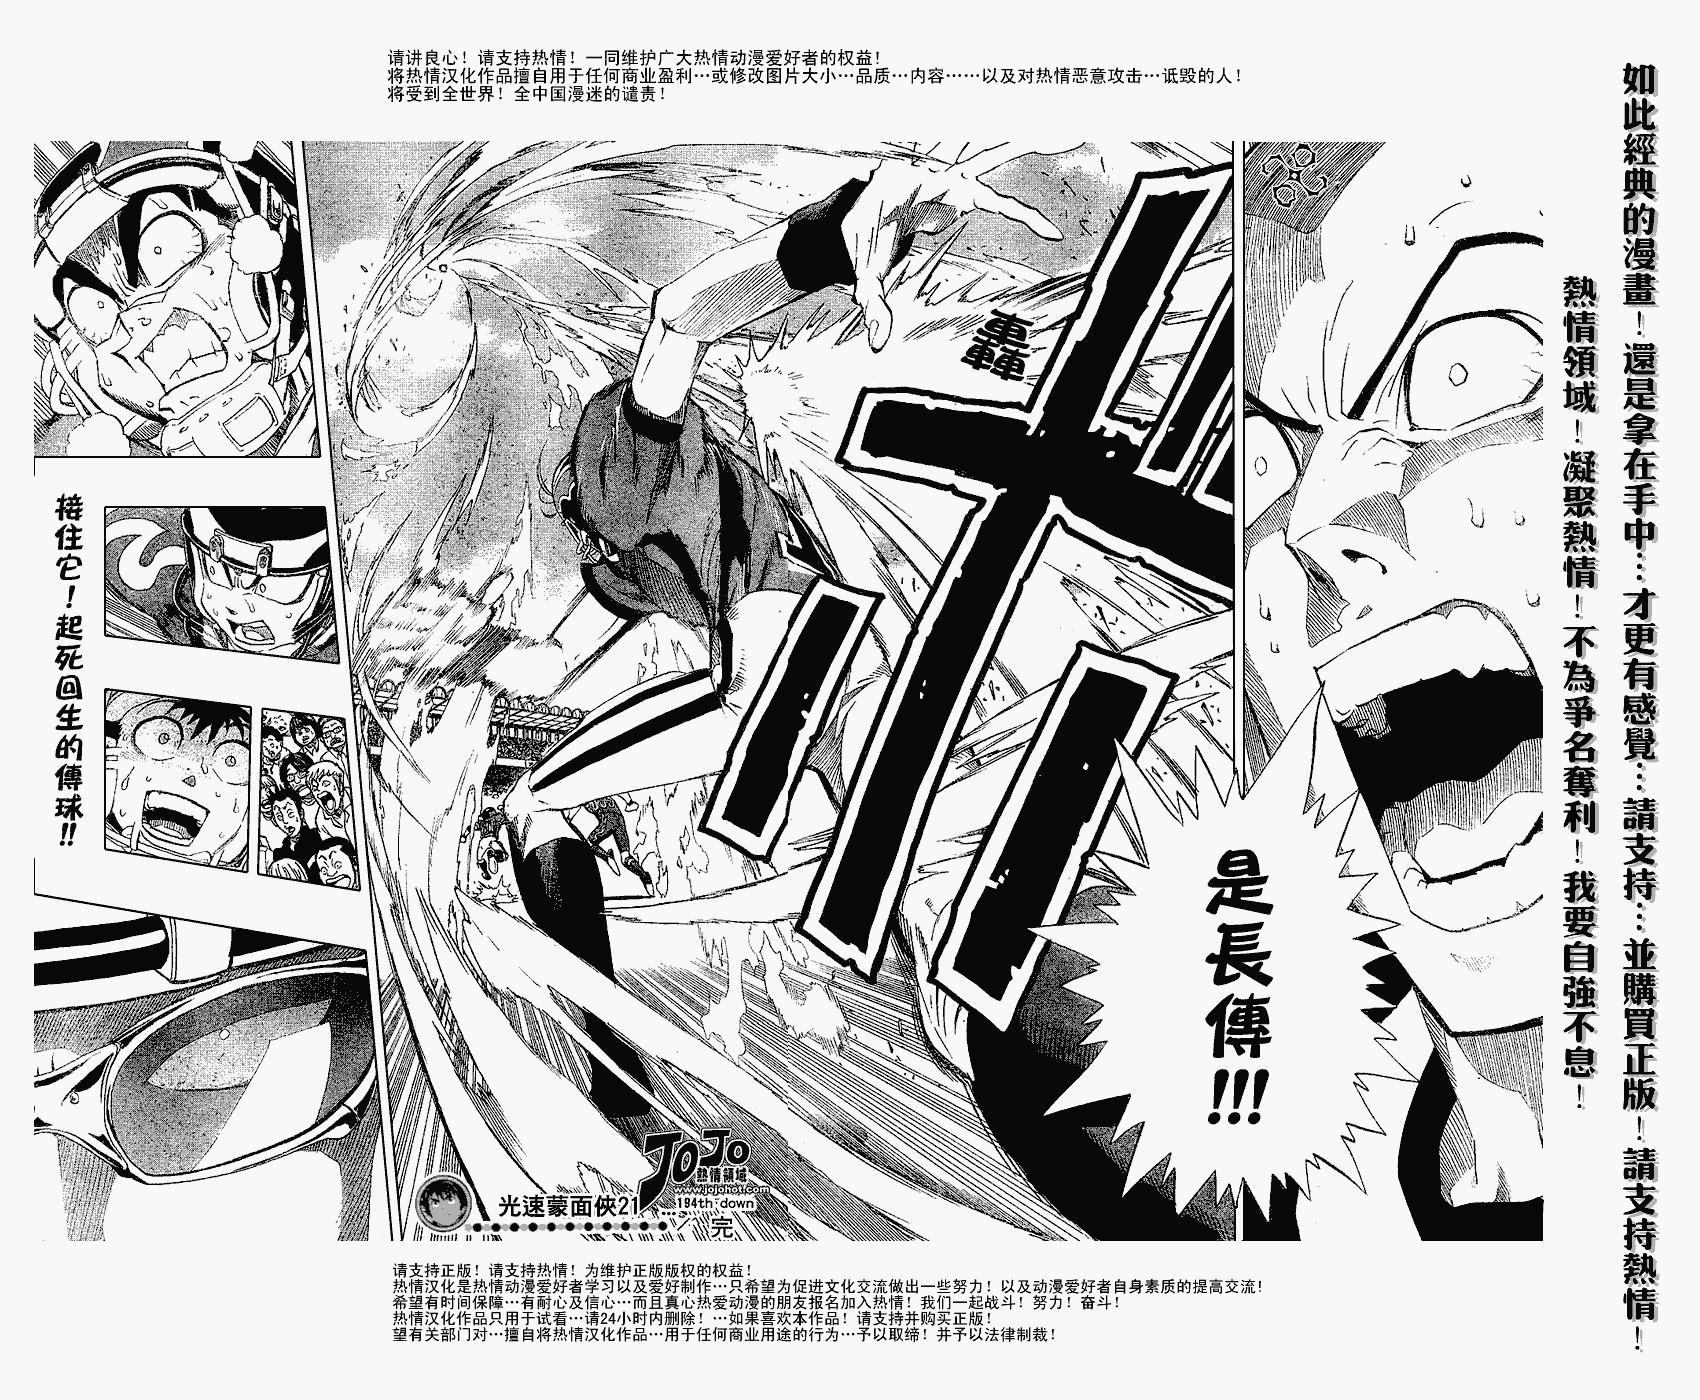 请讲良心！请支持热情！一同维护广大热情动漫爱好者的权益！
将热情汉化作品擅自用于任何商业盈利…或修改图片大小…品质…内容……以及对热情恶意攻击…诋毁的人！
将受到全世界！全中国漫迷的谴责！
如此經典的漫畫！還是拿在手中…才更有感覺…請支持…並購買正版！請支持熱情！
熱情領域！凝聚熱情！不為爭名奪利！我要自強不息！
轟
是長傳!!!
接住它！起死回生的傳球!!
JOJO
熱情領域
www.jojohot.com
光速蒙面俠21…
194th down
完
请支持正版！请支持热情！为维护正版版权的权益！
热情汉化是热情动漫爱好者学习以及爱好制作…只希望为促进文化交流做出一些努力！以及动漫爱好者自身素质的提高交流！
希望有时间保障…有耐心及信心…而且真心热爱动漫的朋友报名加入热情！我们一起战斗！努力！奋斗！
热情汉化作品只用于试看…请24小时内删除！…如果喜欢本作品！请支持并购买正版！
望有关部门对…擅自将热情汉化作品…用于任何商业用途的行为…予以取缔！并予以法律制裁！